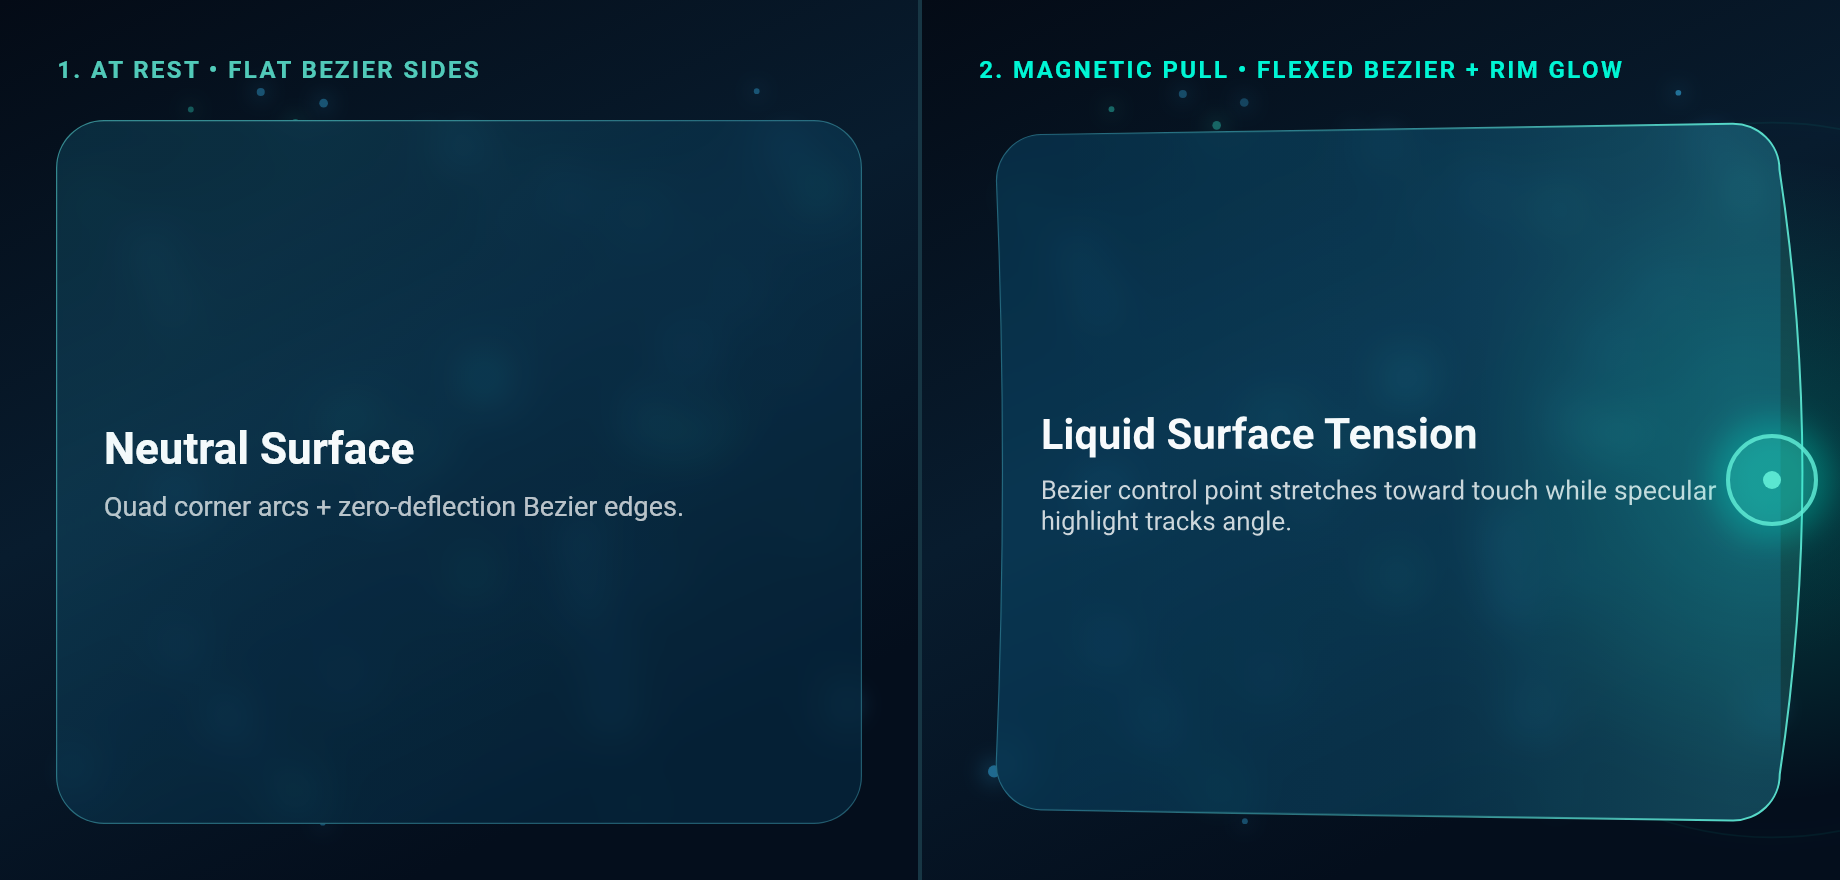 1. AT REST • FLAT BEZIER SIDES
Neutral Surface
Quad corner arcs + zero-deflection Bezier edges.
2. MAGNETIC PULL • FLEXED BEZIER + RIM GLOW
Liquid Surface Tension
Bezier control point stretches toward touch while specular
highlight tracks angle.